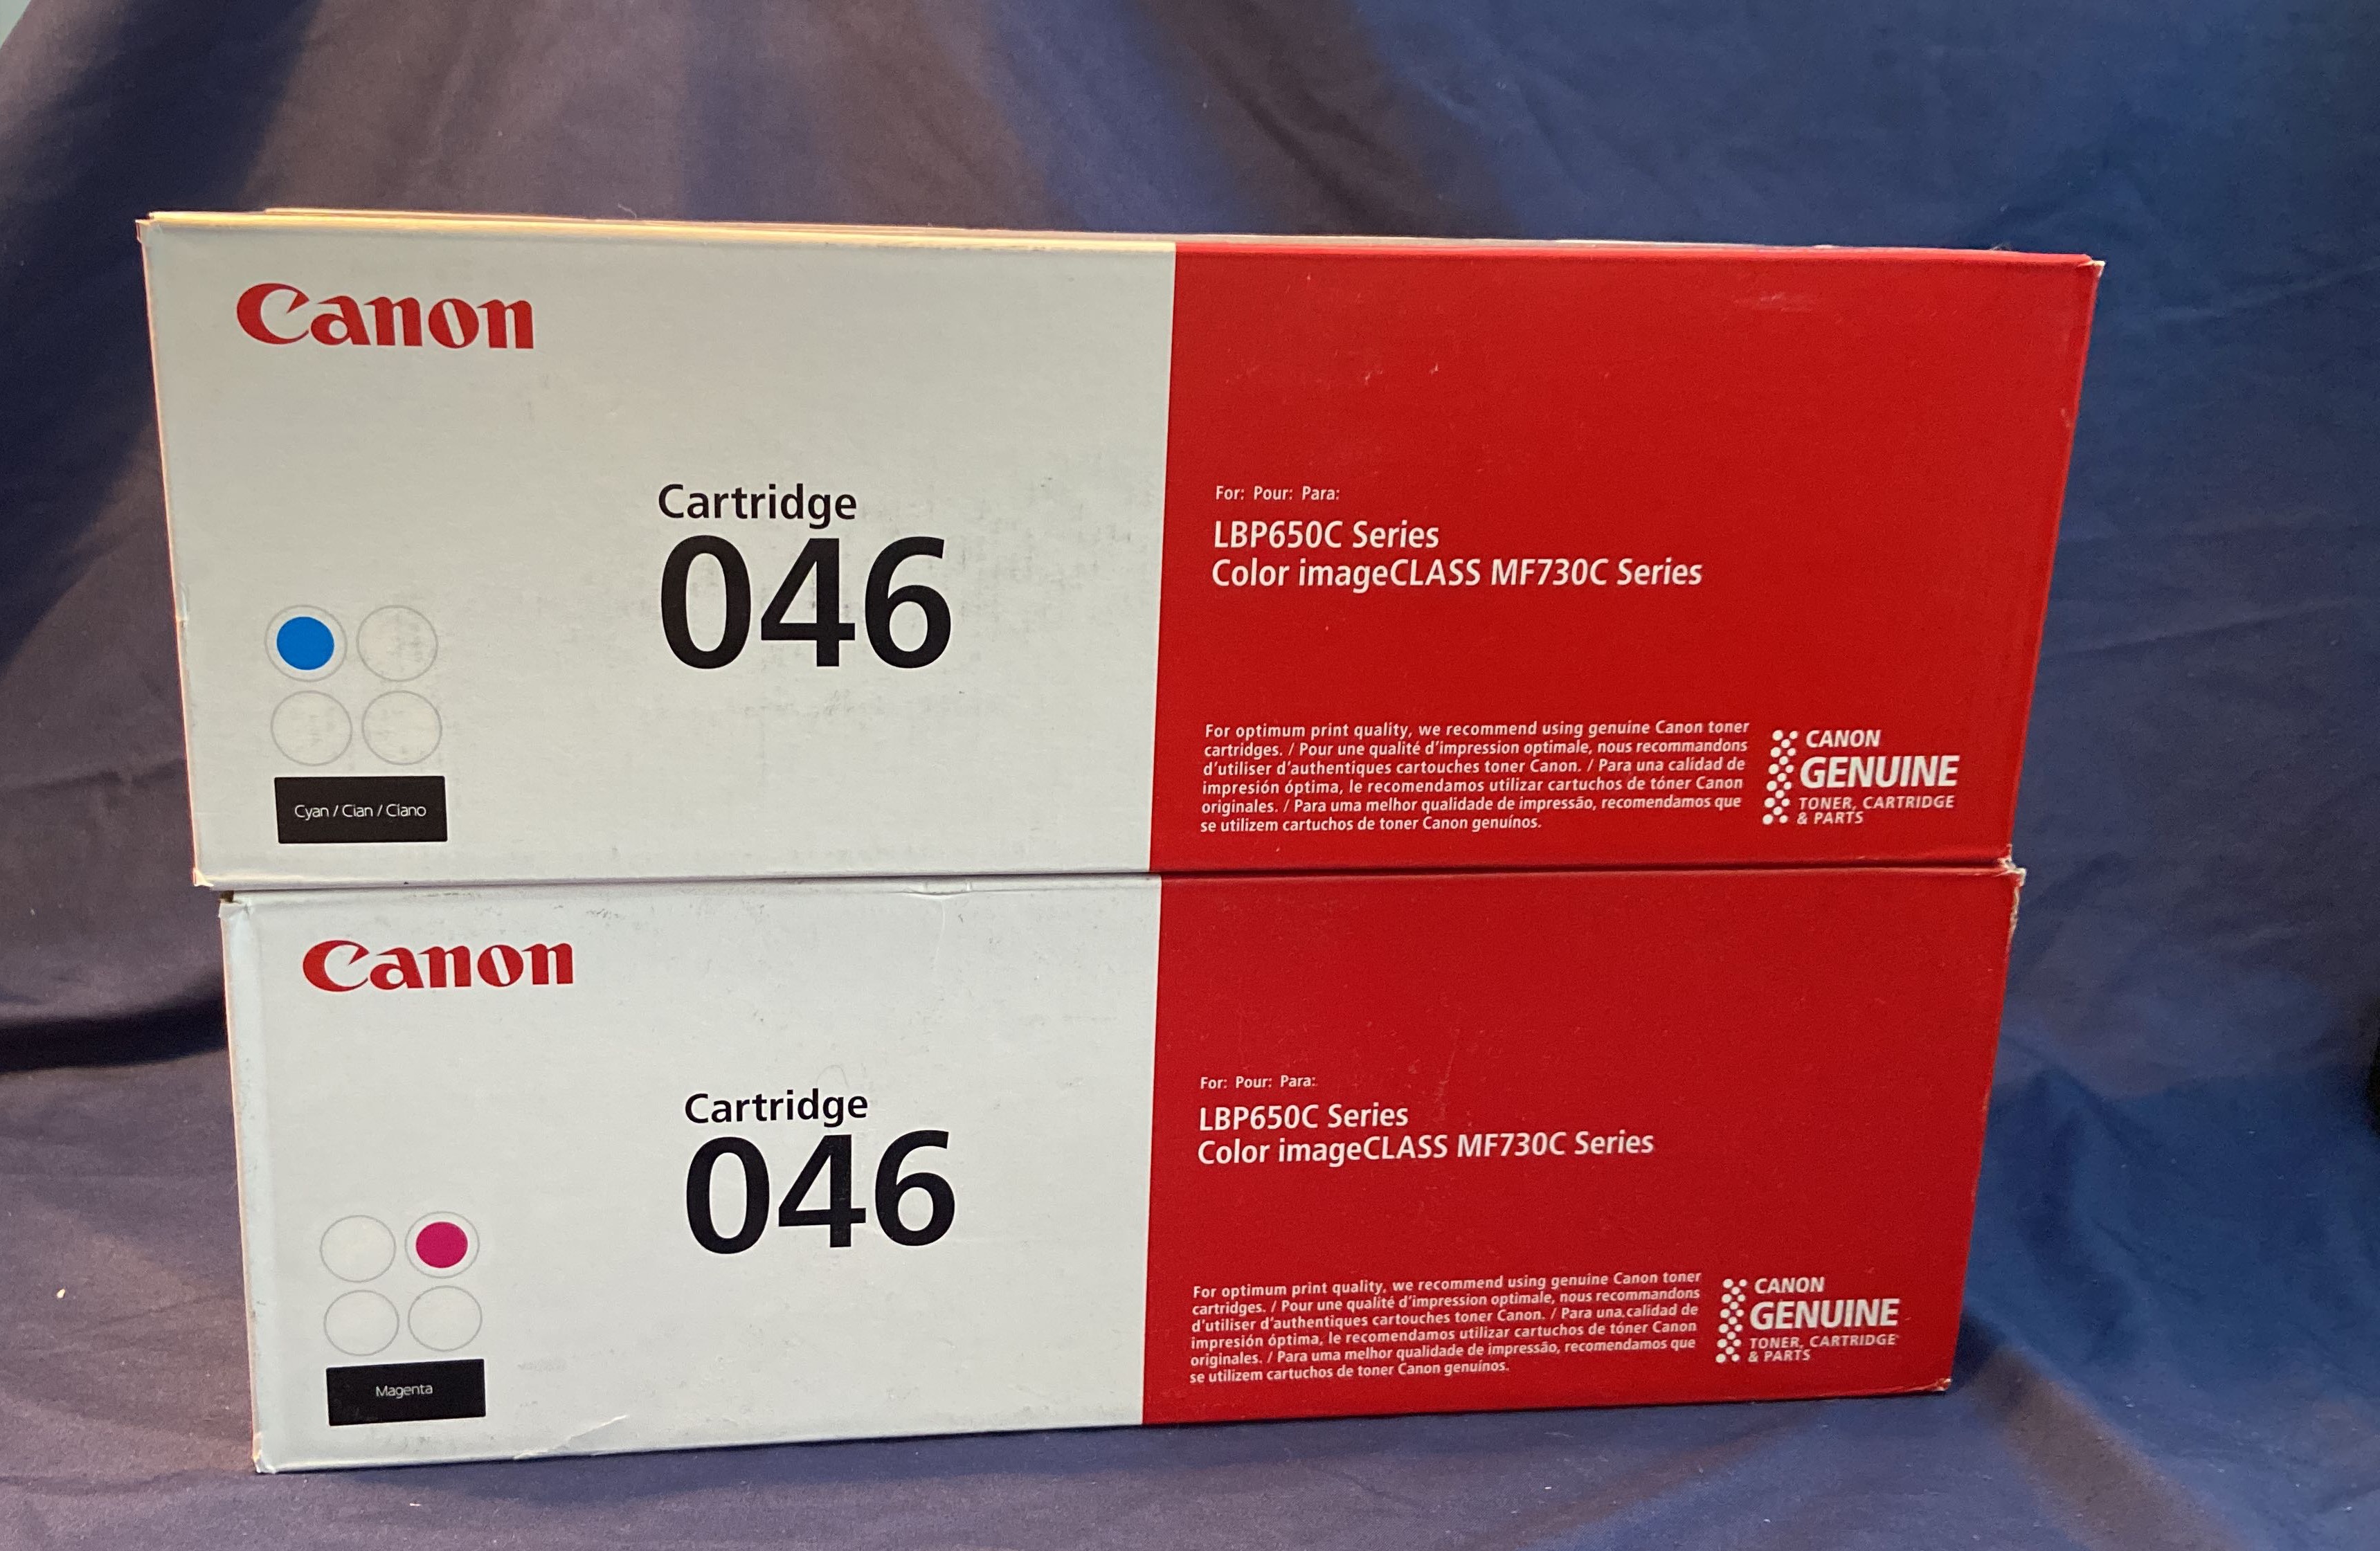 Canon
Cartridge
046
Cyan / Cian / Ciano
For: Pour: Para:
LBP650C Series
Color imageCLASS MF730C Series
For optimum print quality, we recommend using genuine Canon toner
cartridges. / Pour une qualité d'impression optimale, nous recommandons
d'utiliser d'authentiques cartouches toner Canon. / Para una calidad de
impresión óptima, le recomendamos utilizar cartuchos de tóner Canon
originales. / Para uma melhor qualidade de impressão, recomendamos que
se utilizem cartuchos de toner Canon genuínos.
CANON
GENUINE
TONER, CARTRIDGE
& PARTS
Canon
Cartridge
046
Magenta
For: Pour: Para:
LBP650C Series
Color imageCLASS MF730C Series
For optimum print quality, we recommend using genuine Canon toner
cartridges. / Pour une qualité d'impression optimale, nous recommandons
d'utiliser d'authentiques cartouches toner Canon. / Para una calidad de
impresión óptima, le recomendamos utilizar cartuchos de tóner Canon
originales. / Para uma melhor qualidade de impressão, recomendamos que
se utilizem cartuchos de toner Canon genuínos.
CANON
GENUINE
TONER, CARTRIDGE
& PARTS